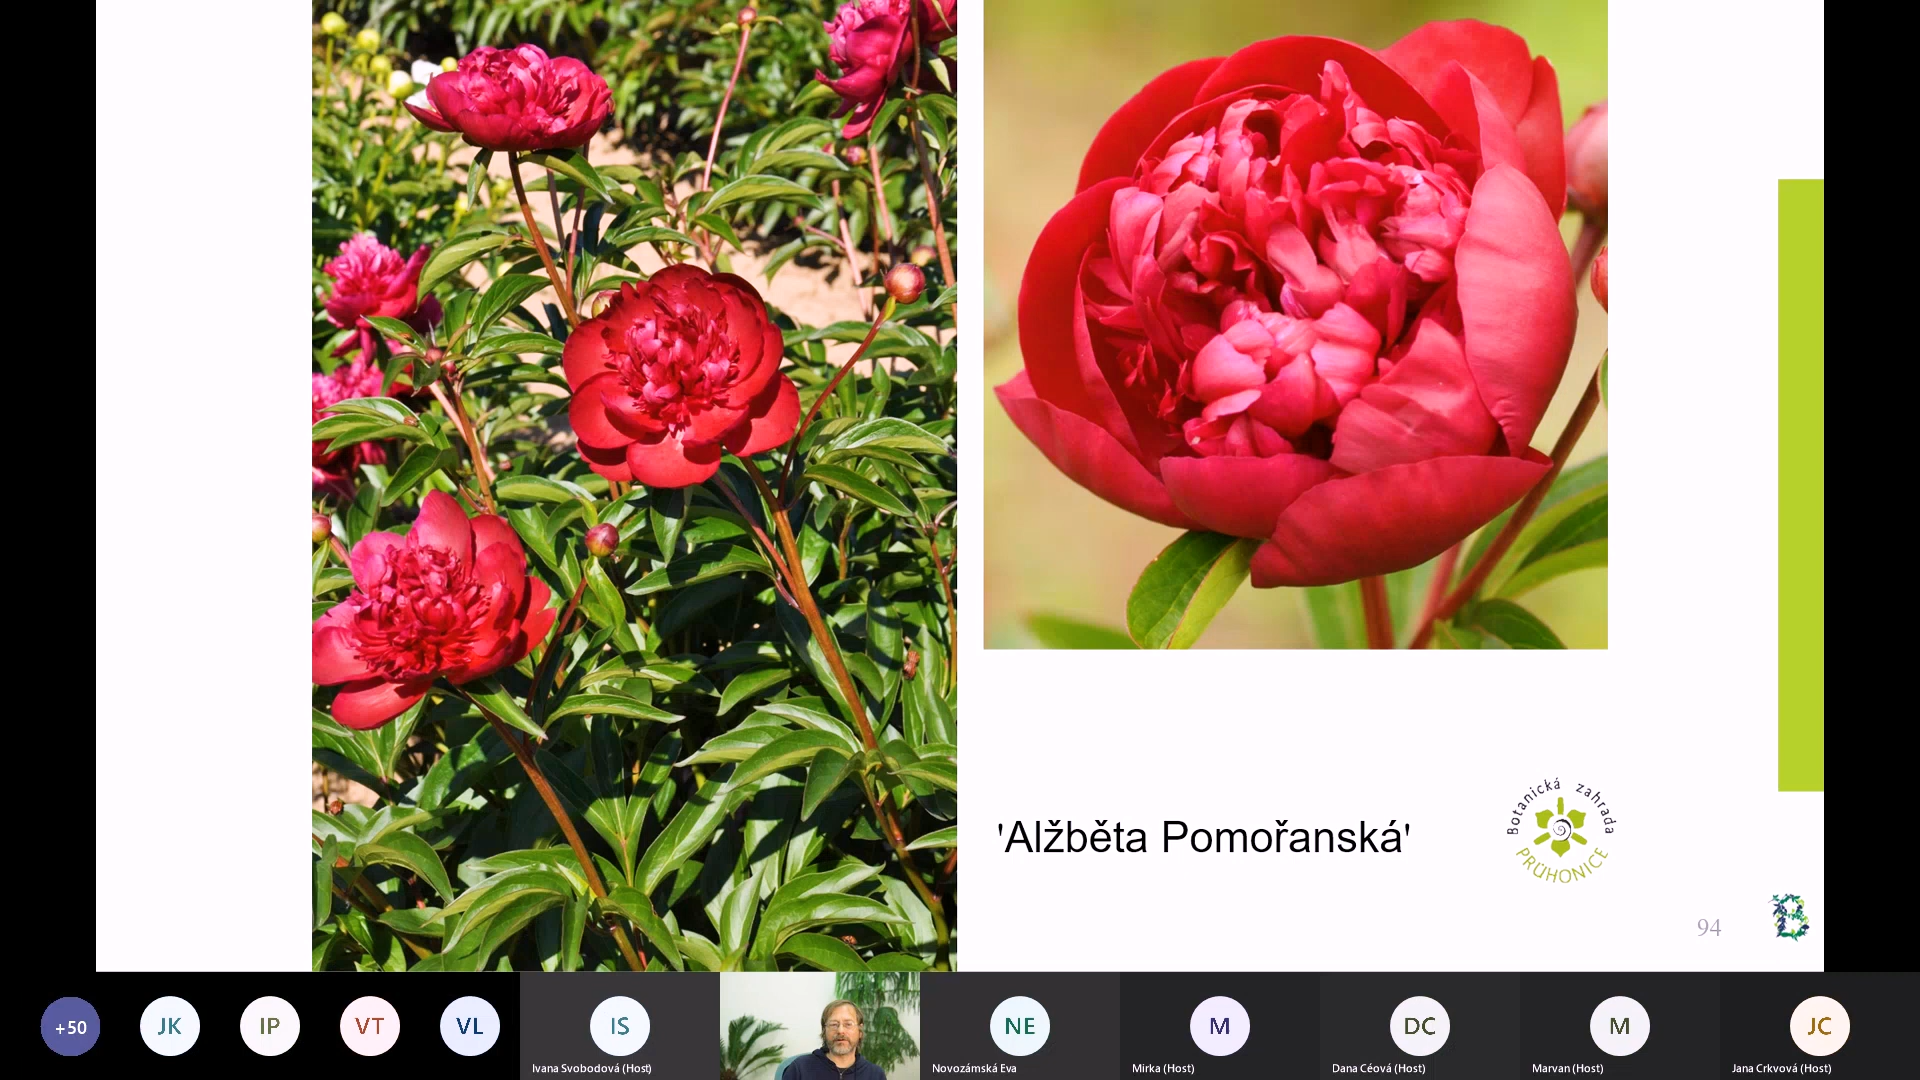 'Alžběta Pomořanská'
Botanická zahrada
PRŮHONICE
94
B
+50
JK
IP
VT
VL
IS
NE
M
DC
M
JC
Ivana Svobodová (Host)
Novozámská Eva
Mirka (Host)
Dana Céová (Host)
Marvan (Host)
Jana Crkvová (Host)